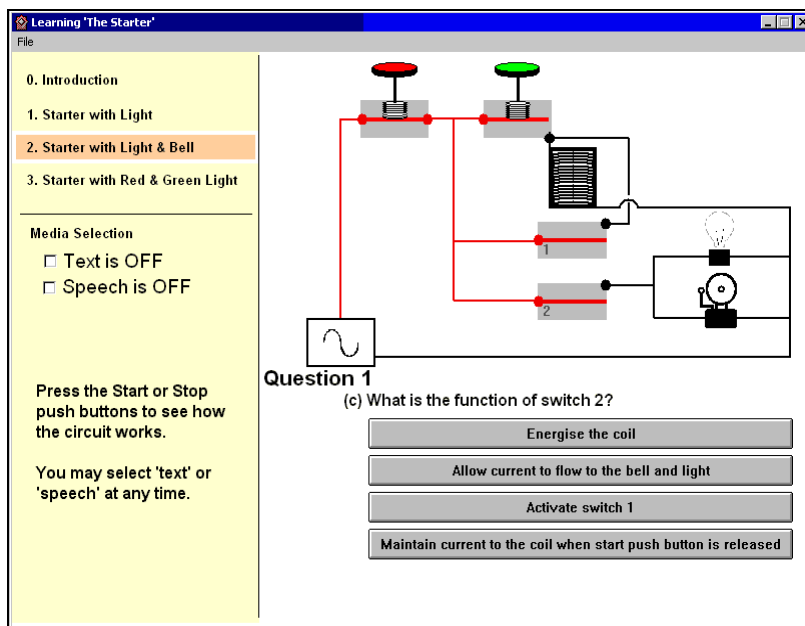 Learning 'The Starter'
File
0. Introduction
1. Starter with Light
2. Starter with Light & Bell
3. Starter with Red & Green Light
Media Selection
Text is OFF
Speech is OFF
Press the Start or Stop
push buttons to see how
the circuit works.
You may select 'text' or
'speech' at any time.
1
2
Question 1
(c) What is the function of switch 2?
Energise the coil
Allow current to flow to the bell and light
Activate switch 1
Maintain current to the coil when start push button is released